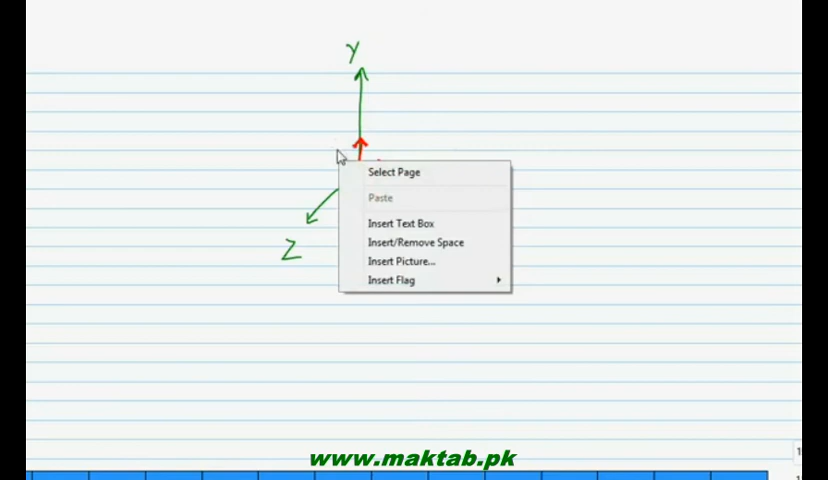 Y
Select Page
Paste
Insert Text Box
Insert/Remove Space
Insert Picture...
Insert Flag
Z
www.maktab.pk